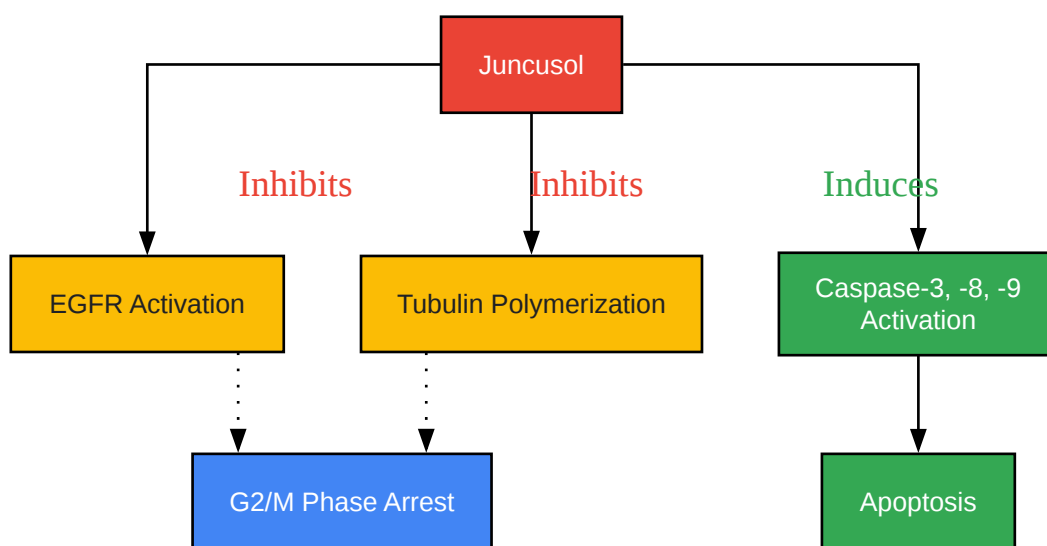 Juncusol
Inhibits
Inhibits
Induces
EGFR Activation
Tubulin Polymerization
Caspase-3, -8, -9
Activation
G2/M Phase Arrest
Apoptosis